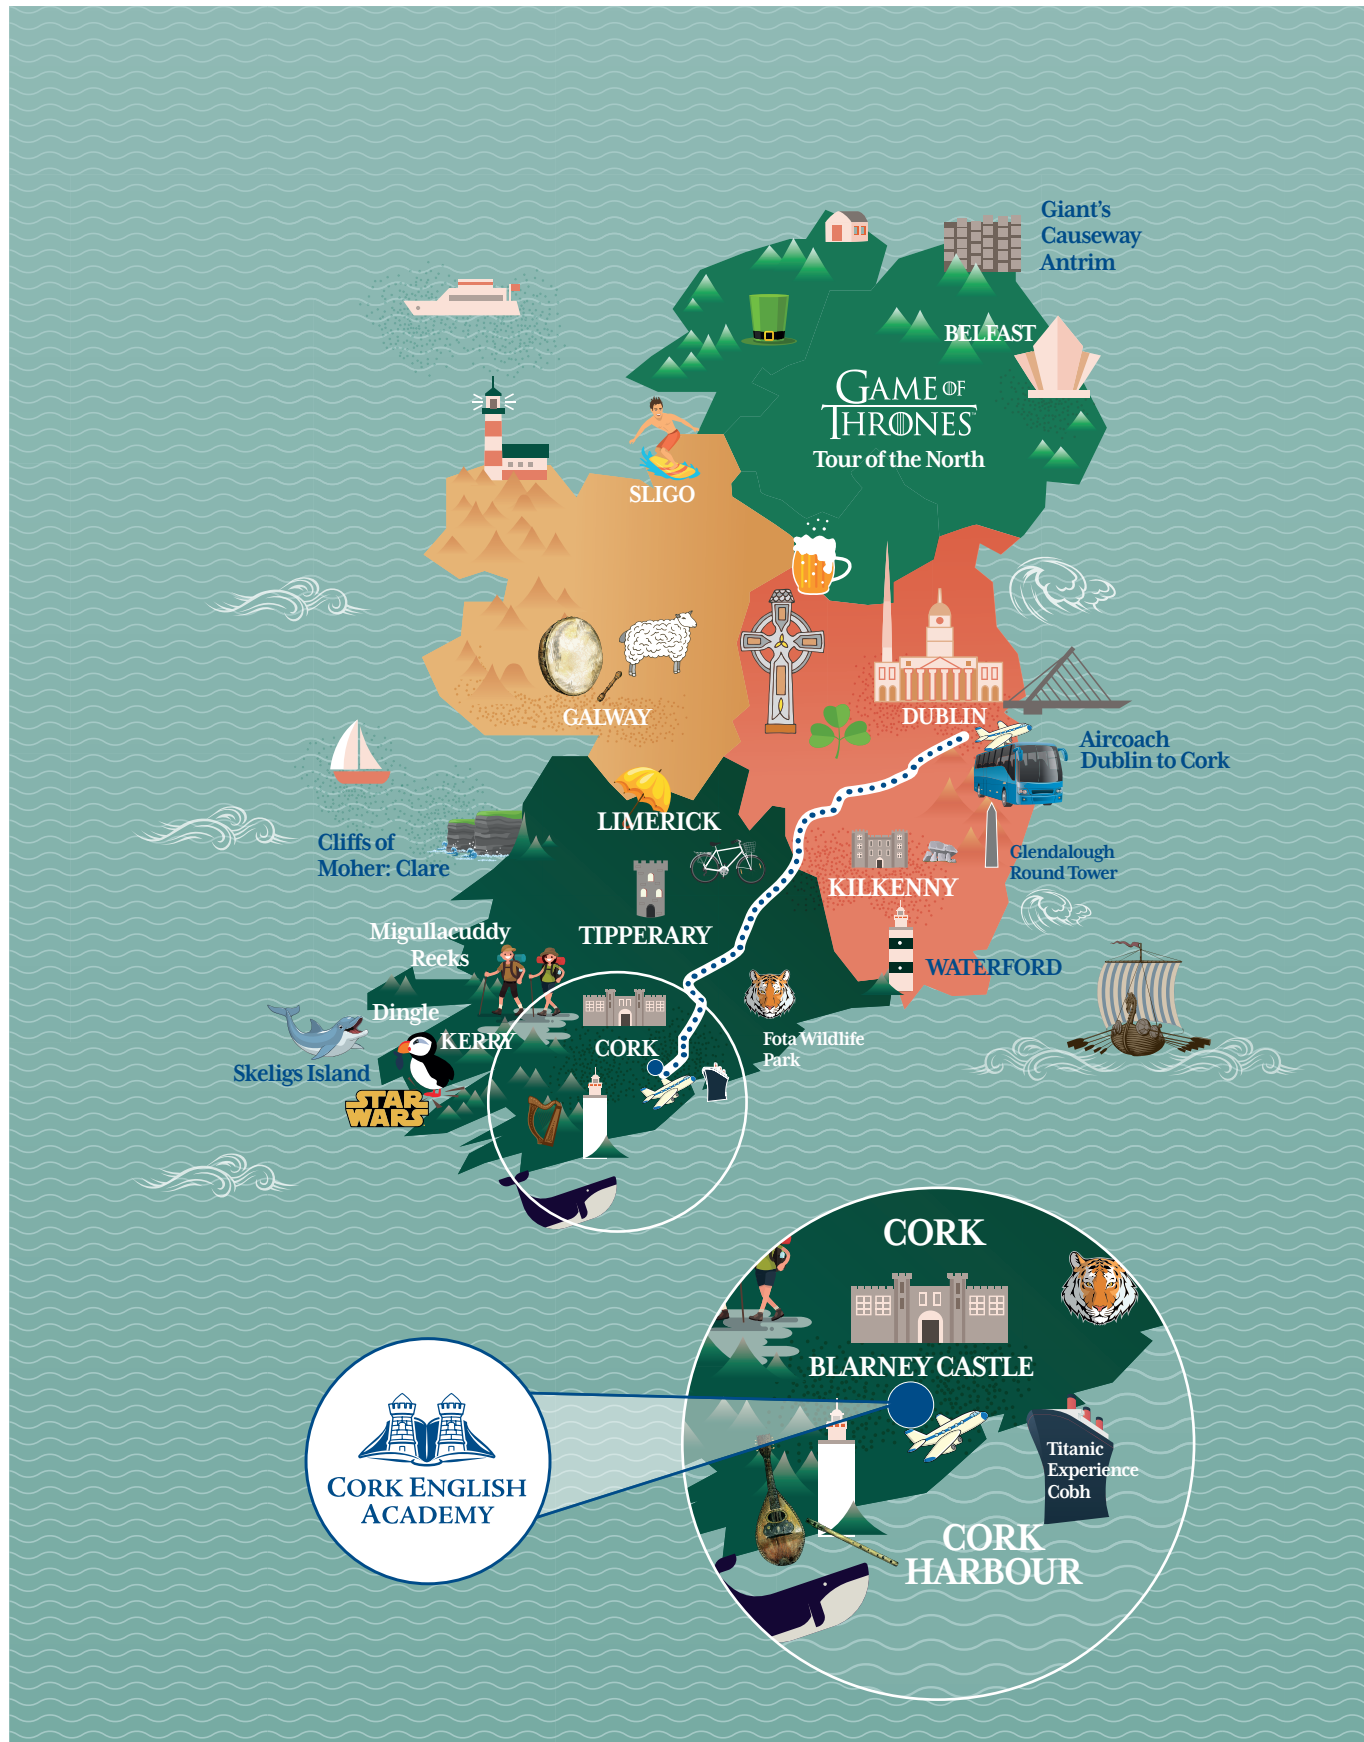 Giant's
Causeway
Antrim
BELFAST
GAME OF
THRONES
Tour of the North
SLIGO
GALWAY
DUBLIN
Aircoach
Dublin to Cork
LIMERICK
Cliffs of
Moher: Clare
Glendalough
Round Tower
KILKENNY
Migullacuddy
Reeks
TIPPERARY
WATERFORD
Dingle
KERRY
CORK
Fota Wildlife
Park
Skeligs Island
STAR
WARS
CORK
BLARNEY CASTLE
Titanic
Experience
Cobh
CORK ENGLISH
ACADEMY
CORK
HARBOUR